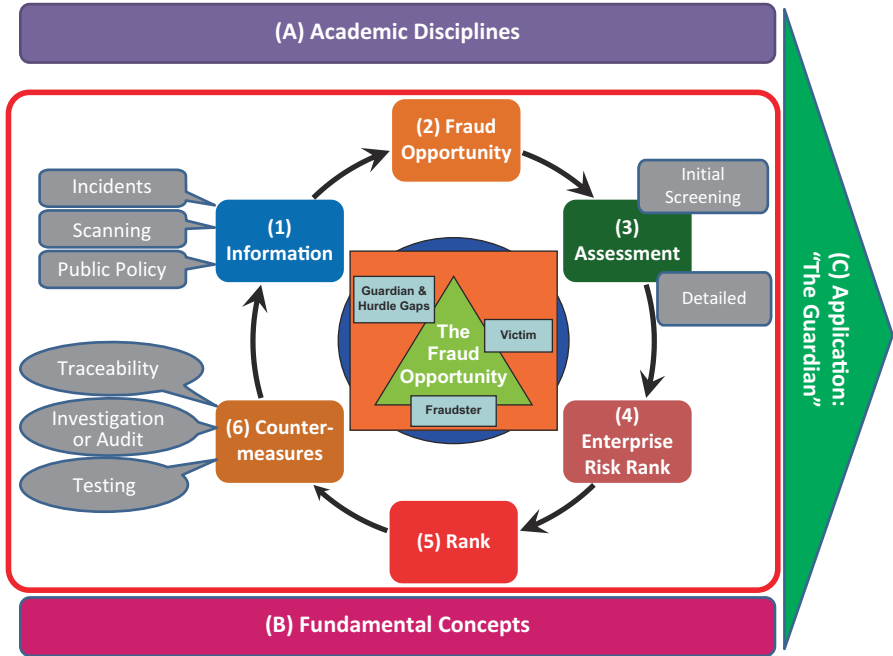 (A) Academic Disciplines
(2) Fraud
Opportunity
Incidents
Scanning
Public Policy
(1)
Information
Initial
Screening
(3)
Assessment
Detailed
Guardian &
Hurdle Gaps
The
Fraud
Opportunity
Victim
Fraudster
Traceability
Investigation
or Audit
Testing
(6) Counter-
measures
(4)
Enterprise
Risk Rank
(5) Rank
(B) Fundamental Concepts
(C) Application:
“The Guardian”